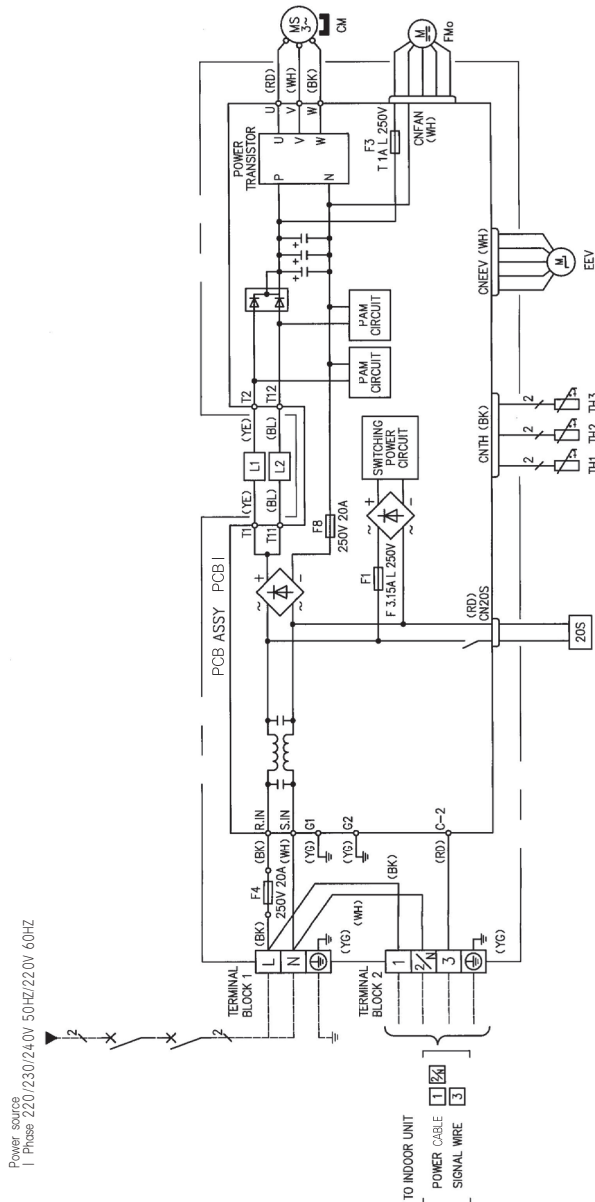 Power source
1 Phase 220/230/240V 50HZ/220V 60HZ
2
2
TERMINAL
BLOCK 1
L
N
(YG)
TERMINAL
BLOCK 2
1
2/N
3
(YG)
TO INDOOR UNIT
POWER CABLE 1 2/N
SIGNAL WIRE 3
(BK)
F4
250V 20A
(BK)
(WH)
(WH)
(BK)
(YG)
(YG)
(RD)
R.IN
S.IN
G1
G2
C-2
PCB ASSY PCB1
~ +
~ -
T1
T11
(YE)
(BL)
L1
L2
(YE)
(BL)
T2
T12
F8
250V 20A
F1
F 3.15A L 250V
~ +
~ -
SWITCHING
POWER
CIRCUIT
PAM
CIRCUIT
PAM
CIRCUIT
+
+
+
POWER
TRANSISTOR
P
N
U
V
W
U
V
W
(RD)
(WH)
(BK)
MS
3~
CM
F3
T 1A L 250V
CNFAN
(WH)
M
FMo
(RD)
CN20S
20S
CNTH (BK)
2
2
2
TH1
TH2
TH3
CNEEV (WH)
M
EEV